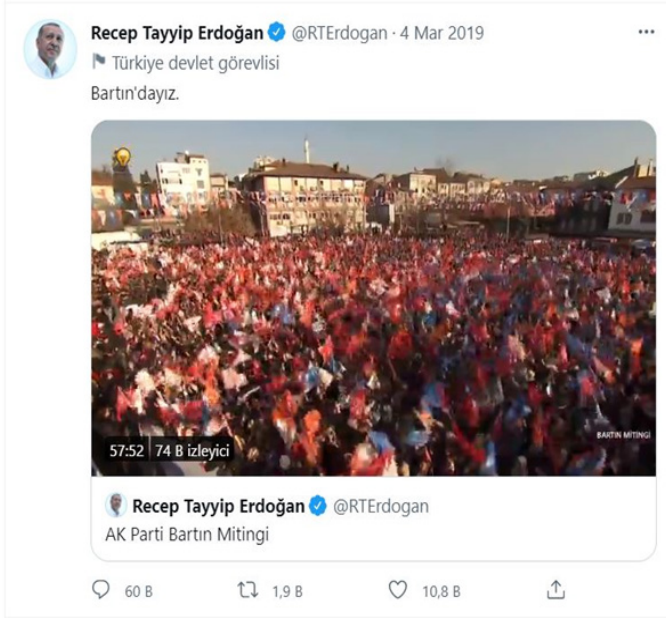 Recep Tayyip Erdoğan @RTErdogan · 4 Mar 2019
Türkiye devlet görevlisi
Bartın'dayız.
BARTIN MİTİNGİ
57:52 74 B izleyici
Recep Tayyip Erdoğan @RTErdogan
AK Parti Bartın Mitingi
60 B 1,9 B 10,8 B